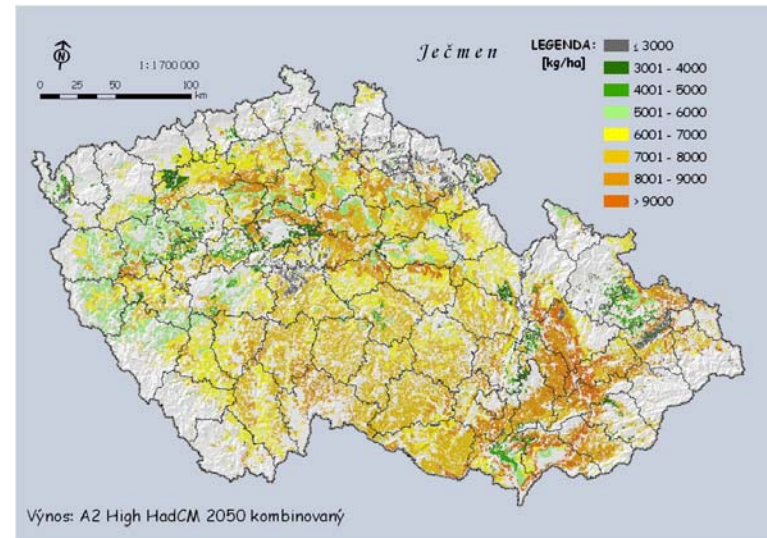 Ječmen
1:1 700 000
0 25 50 100
km
LEGENDA:
[kg/ha]
≤ 3000
3001 - 4000
4001 - 5000
5001 - 6000
6001 - 7000
7001 - 8000
8001 - 9000
> 9000
Výnos: A2 High HadCM 2050 kombinovaný